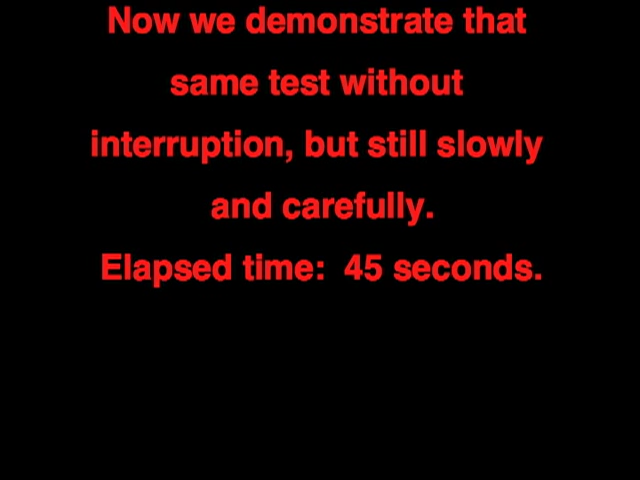 Now we demonstrate that
same test without
interruption, but still slowly
and carefully.
Elapsed time:  45 seconds.